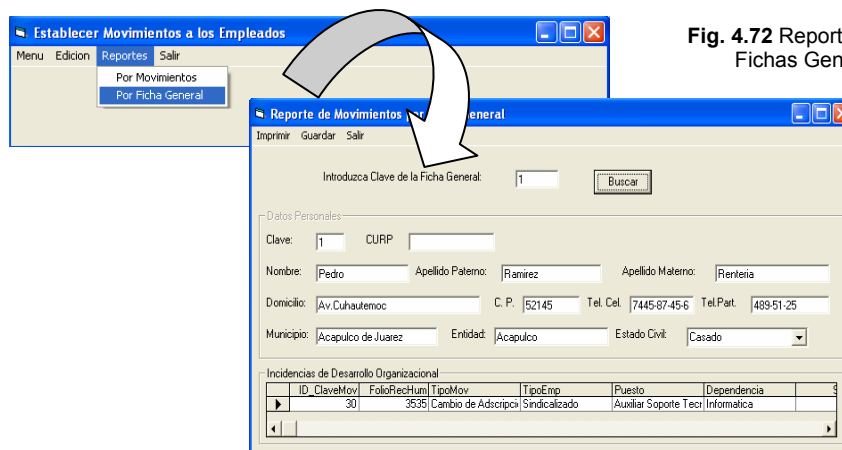 Establecer Movimientos a los Empleados
Menu Edicion Reportes Salir
Por Movimientos
Por Ficha General
Fig. 4.72 Report
Fichas Gen
Reporte de Movimientos eneral
Imprimir Guardar Salir
Introduzca Clave de la Ficha General: 1 Buscar
Datos Personales
Clave: 1 CURP
Nombre: Pedro Apellido Paterno: Ramirez Apellido Materno: Renteria
Domicilio: Av.Cuhautemoc C. P. 52145 Tel. Cel. 7445-87-45-6 Tel.Part. 489-51-25
Municipio: Acapulco de Juarez Entidad: Acapulco Estado Civil: Casado
Incidencias de Desarrollo Organizacional
ID_ClaveMov FolioRecHum TipoMov TipoEmp Puesto Dependencia
30 3535 Cambio de Adscripci Sindicalizado Auxiliar Soporte Tecr Informatica